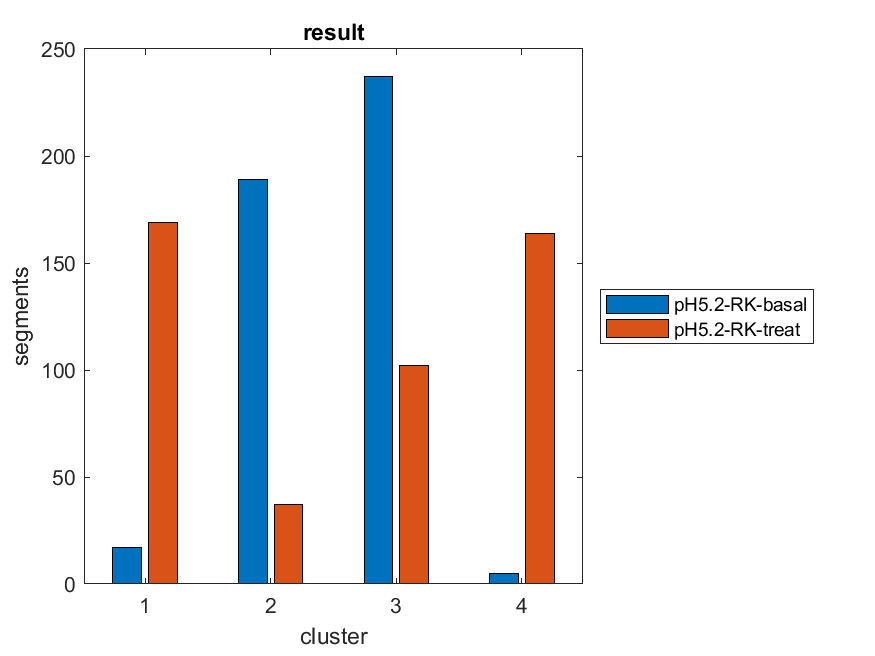 result
250
200
150
100
50
0
segments
1 2 3 4
cluster
pH5.2-RK-basal
pH5.2-RK-treat